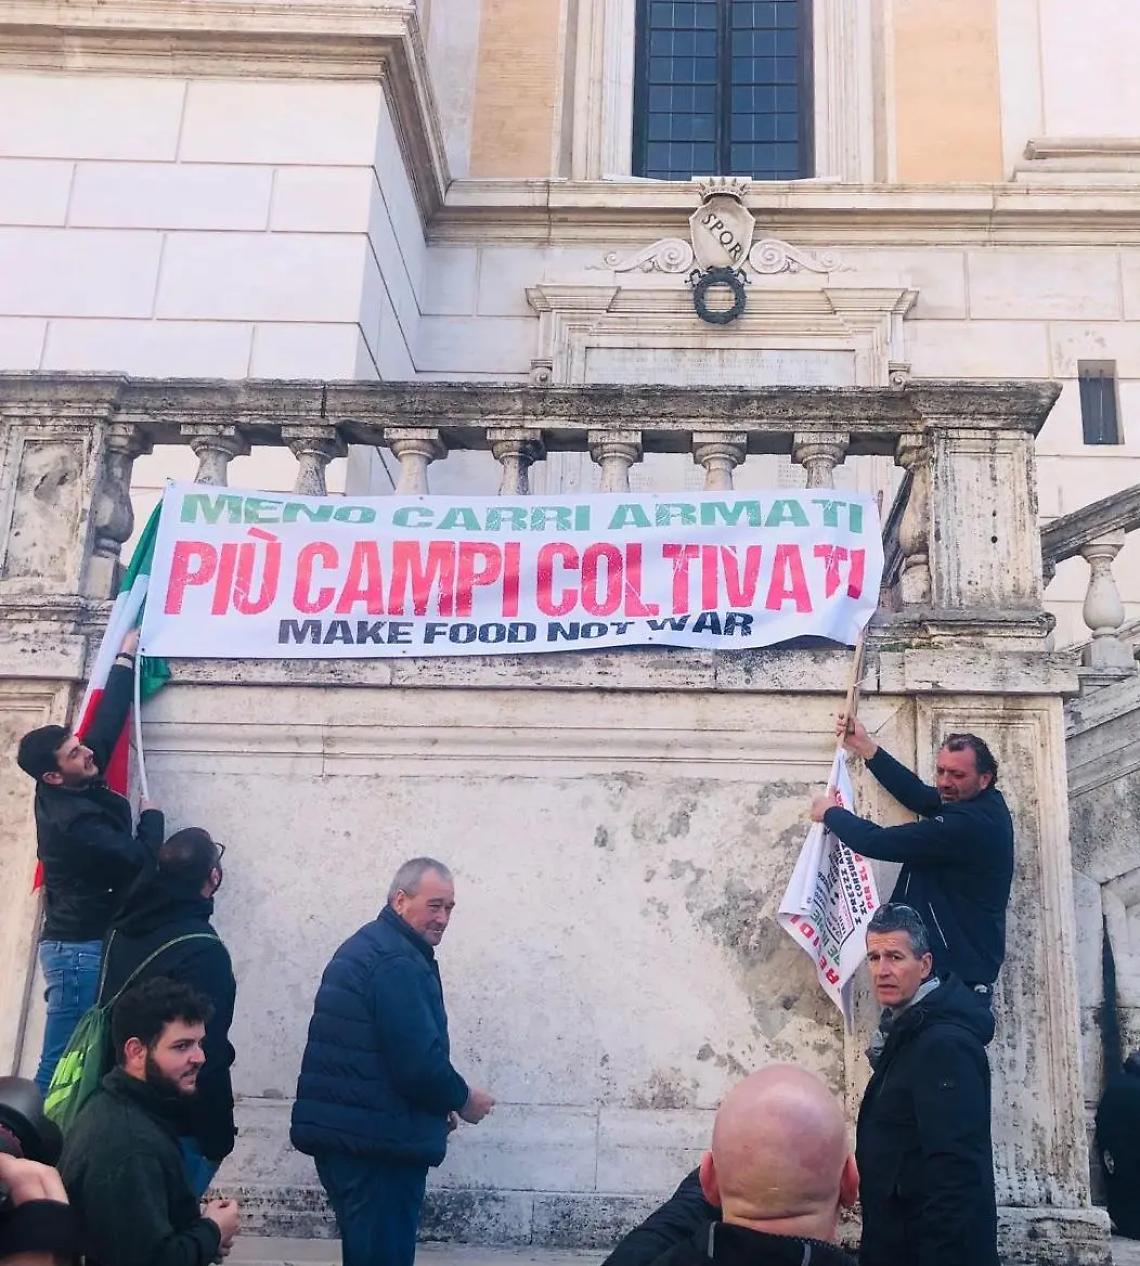 SPQR
MENO CARRI ARMATI
PIÙ CAMPI COLTIVATI
MAKE FOOD NOT WAR